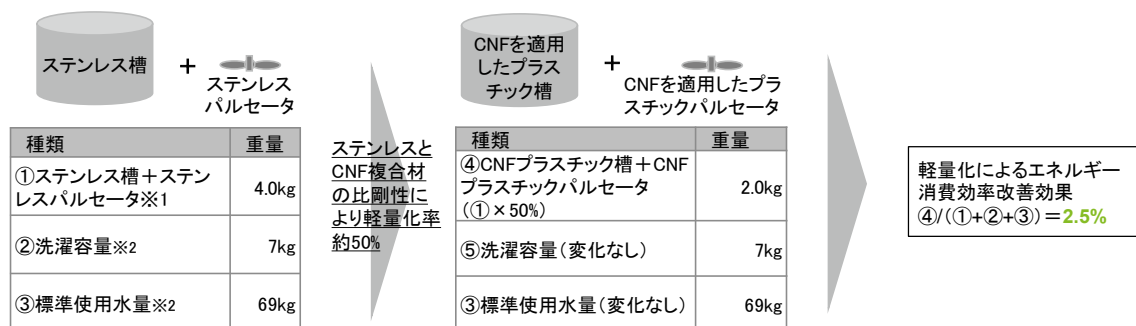 ステンレス槽
+
ステンレス
パルセータ
種類 重量
①ステンレス槽+ステン
レスパルセータ※1 4.0kg
②洗濯容量※2 7kg
③標準使用水量※2 69kg
ステンレスと
CNF複合材
の比剛性に
より軽量化率
約50%
CNFを適用
したプラス
チック槽
+
CNFを適用したプラ
スチックパルセータ
種類 重量
④CNFプラスチック槽+CNF
プラスチックパルセータ
(①×50%) 2.0kg
⑤洗濯容量(変化なし) 7kg
③標準使用水量(変化なし) 69kg
軽量化によるエネルギー
消費効率改善効果
④/(①+②+③)=2.5%